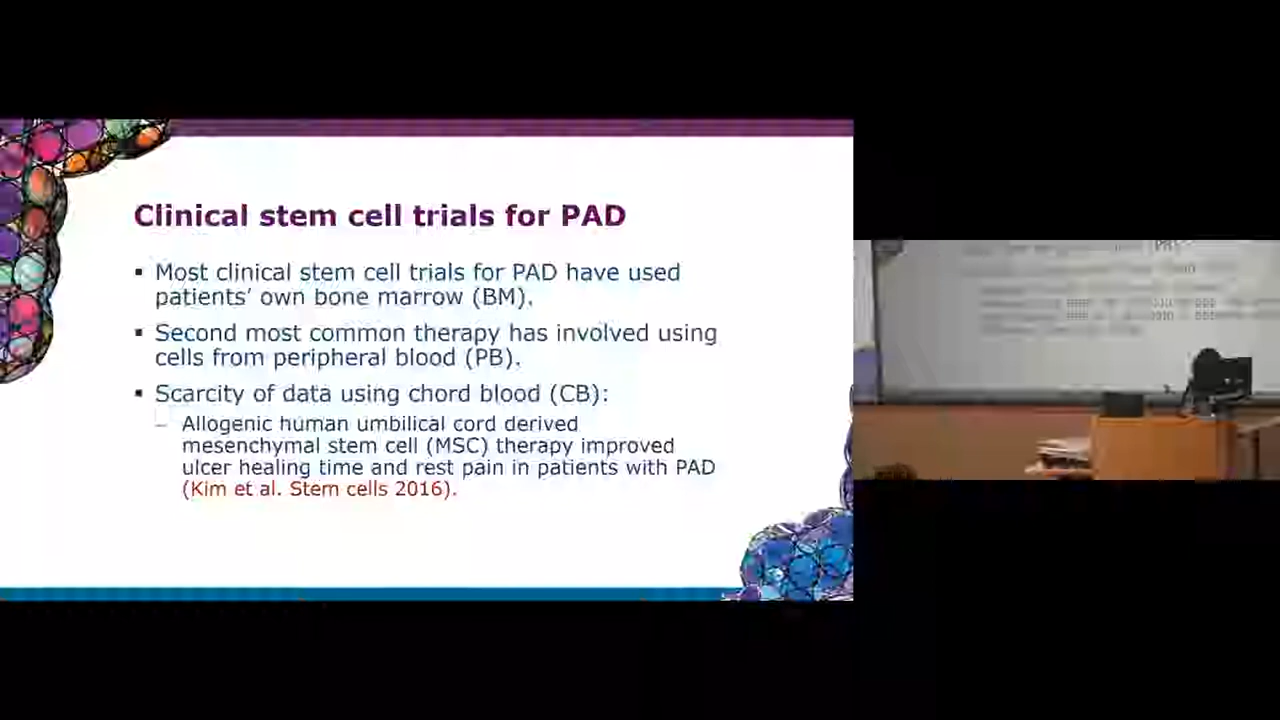 Clinical stem cell trials for PAD
▪ Most clinical stem cell trials for PAD have used
patients’ own bone marrow (BM).
▪ Second most common therapy has involved using
cells from peripheral blood (PB).
▪ Scarcity of data using chord blood (CB):
– Allogenic human umbilical cord derived
mesenchymal stem cell (MSC) therapy improved
ulcer healing time and rest pain in patients with PAD
(Kim et al. Stem cells 2016).